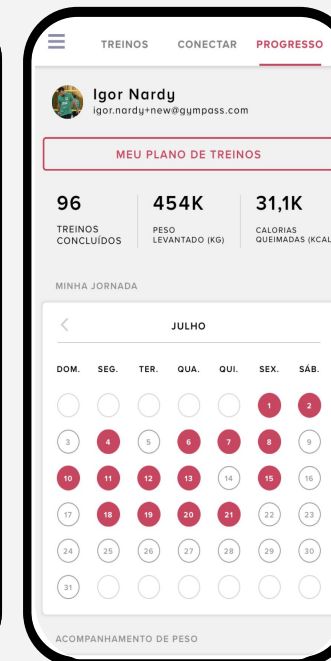 TREINOS CONECTAR PROGRESSO
Igor Nardy
igor.nardy+new@gympass.com
MEU PLANO DE TREINOS
96 454K 31,1K
TREINOS PESO CALORIAS
CONCLUÍDOS LEVANTADO (KG) QUEIMADAS (KCAL
MINHA JORNADA
JULHO
DOM. SEG. TER. QUA. QUI. SEX. SÁB.
1 2
3 4 5 6 7 8 9
10 11 12 13 14 15 16
17 18 19 20 21 22 23
24 25 26 27 28 29 30
31
ACOMPANHAMENTO DE PESO